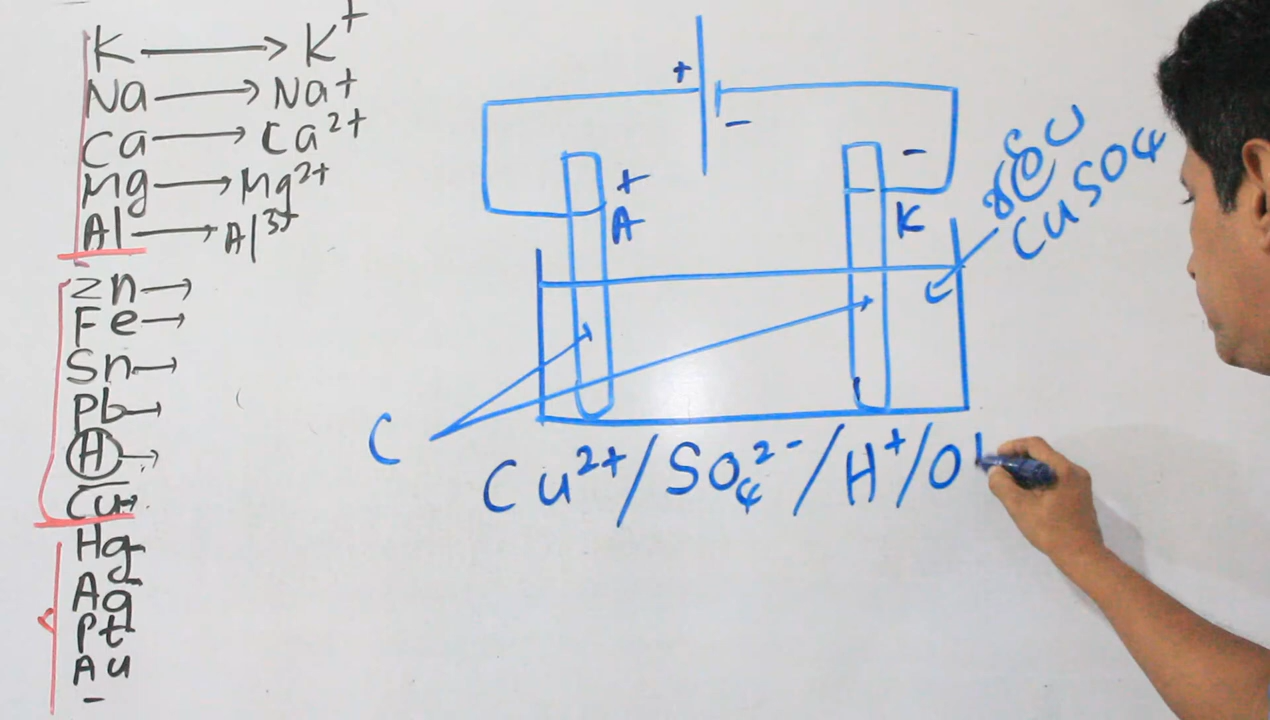 K → K⁺
Na → Na⁺
Ca → Ca²⁺
Mg → Mg²⁺
Al → Al³⁺
Zn →
Fe →
Sn →
Pb →
H →
Cu →
Hg
Ag
Pt
Au
+
−
+
A
−
K
CuSO4
C
Cu²⁺/SO₄²⁻/H⁺/O